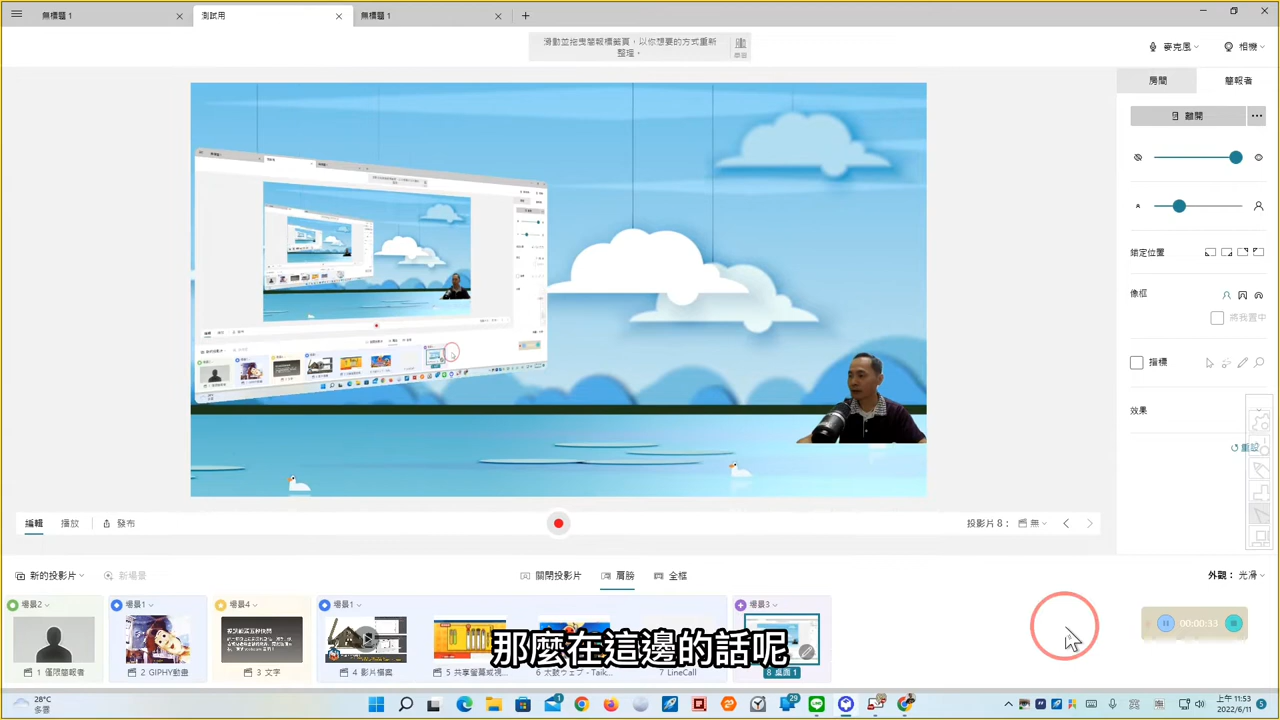 無標題 1
測試用
無標題 1
滑動並拖曳簡報標籤頁，以你想要的方式重新
整理。
麥克風
相機
房間
簡報者
離開
鎖定位置
像框
將我置中
指標
效果
重設
編輯
播放
發布
投影片 8：
無
新的投影片
新場景
關閉投影片
肩膀
全框
外觀：
光滑
場景2
場景1
場景4
場景1
場景3
1 僅限簡報者
2 GIPHY動畫
3 文字
4 影片檔案
5 共享螢幕或視...
6 太鼓ウェブ - Taik...
7 LineCall
8 桌面 1
00:00:33
那麼在這邊的話呢
28°C
多雲
上午 11:53
2022/6/11